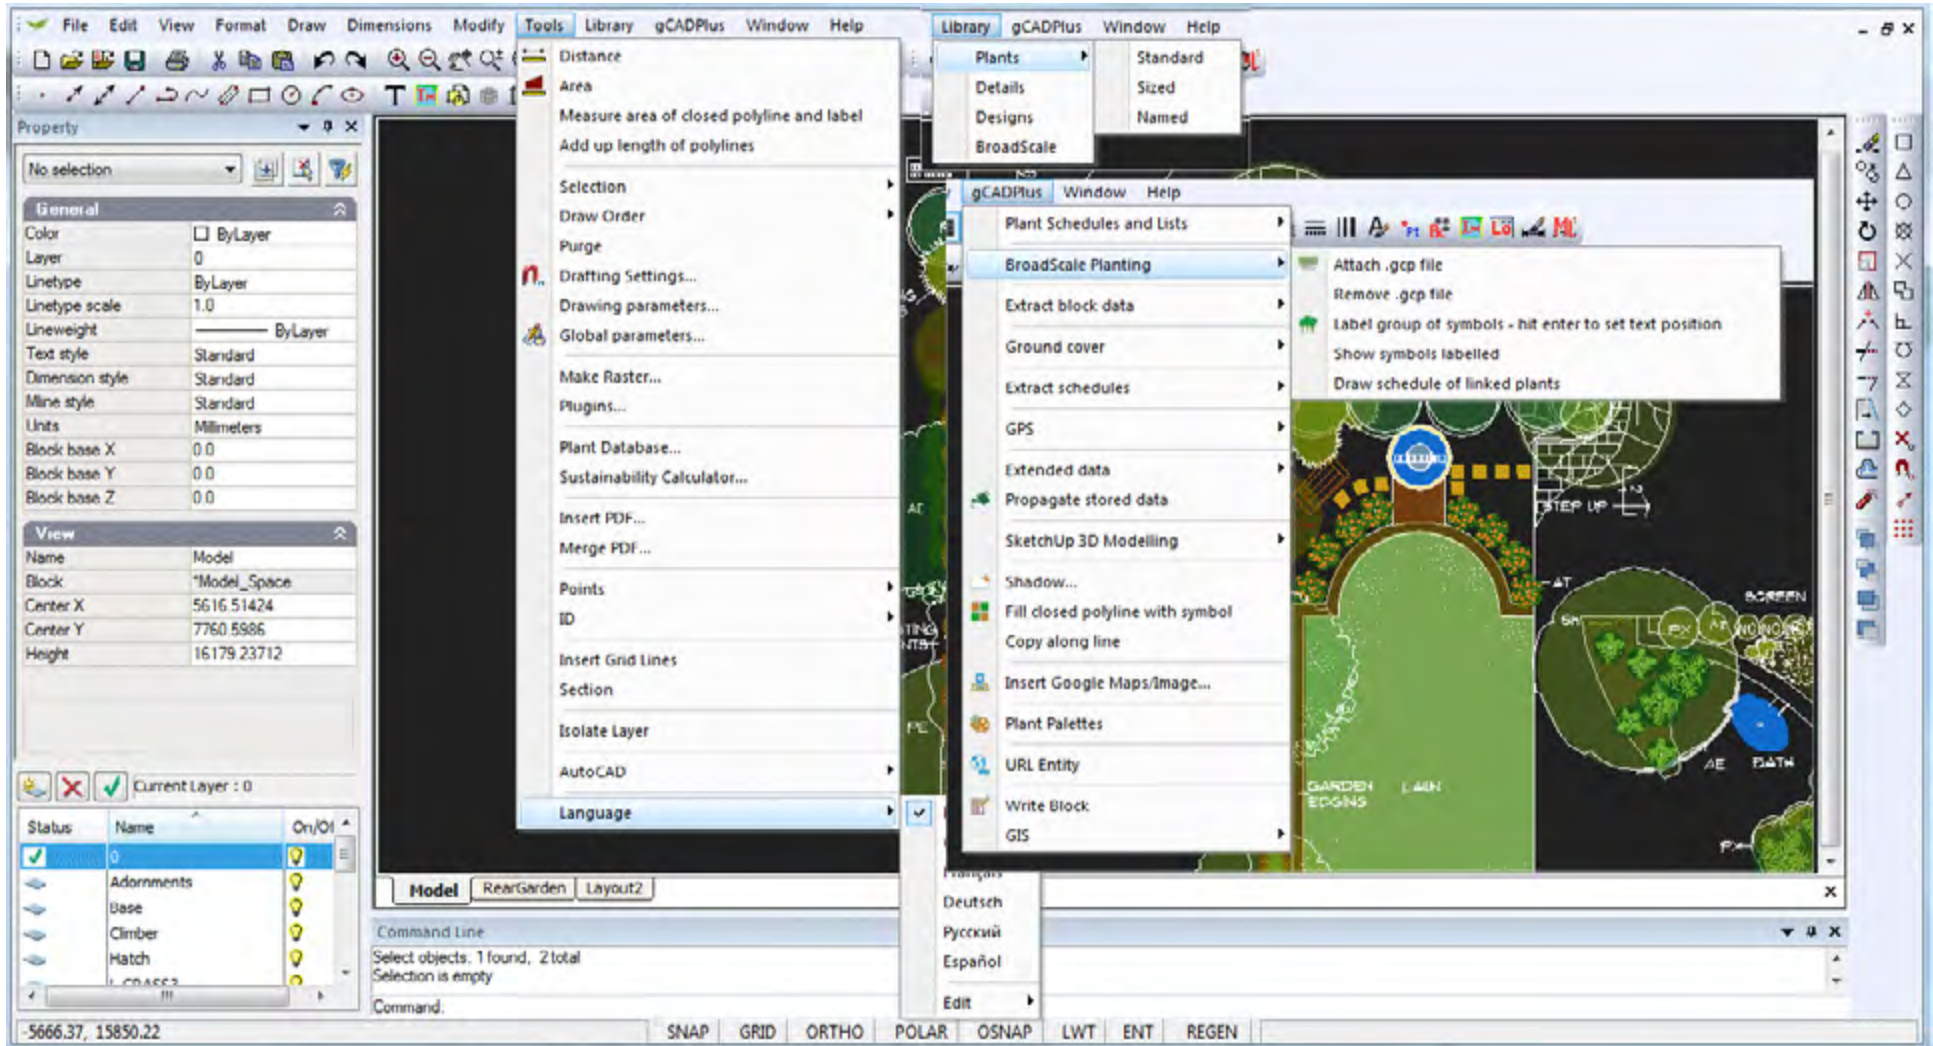 File Edit View Format Draw Dimensions Modify Tools Library gCADPlus Window Help
Library gCADPlus Window Help
Property
No selection
General
Color ByLayer
Layer 0
Linetype ByLayer
Linetype scale 1.0
Lineweight ByLayer
Text style Standard
Dimension style Standard
Mline style Standard
Units Millimeters
Block base X 0.0
Block base Y 0.0
Block base Z 0.0
View
Name Model
Block *Model_Space
Center X 5616.51424
Center Y 7760.5986
Height 16179.23712
Current Layer : 0
Status Name On/Of
0
Adornments
Base
Climber
Hatch
Distance
Area
Measure area of closed polyline and label
Add up length of polylines
Selection
Draw Order
Purge
Drafting Settings...
Drawing parameters...
Global parameters...
Make Raster...
Plugins...
Plant Database...
Sustainability Calculator...
Insert PDF...
Merge PDF...
Points
ID
Insert Grid Lines
Section
Isolate Layer
AutoCAD
Language
Français
Deutsch
Русский
Español
Edit
Plants
Details
Designs
BroadScale
Standard
Sized
Named
gCADPlus Window Help
Plant Schedules and Lists
BroadScale Planting
Extract block data
Ground cover
Extract schedules
GPS
Extended data
Propagate stored data
SketchUp 3D Modelling
Shadow...
Fill closed polyline with symbol
Copy along line
Insert Google Maps/Image...
Plant Palettes
URL Entity
Write Block
GIS
Attach .gcp file
Remove .gcp file
Label group of symbols - hit enter to set text position
Show symbols labelled
Draw schedule of linked plants
STEP UP
AT
SCREEN
SH
PX
AT
AE BATH
GARDEN LAWN
EDGING
Model RearGarden Layout2
Command Line
Select objects: 1 found, 2 total
Selection is empty
Command:
-5666.37, 15850.22 SNAP GRID ORTHO POLAR OSNAP LWT ENT REGEN